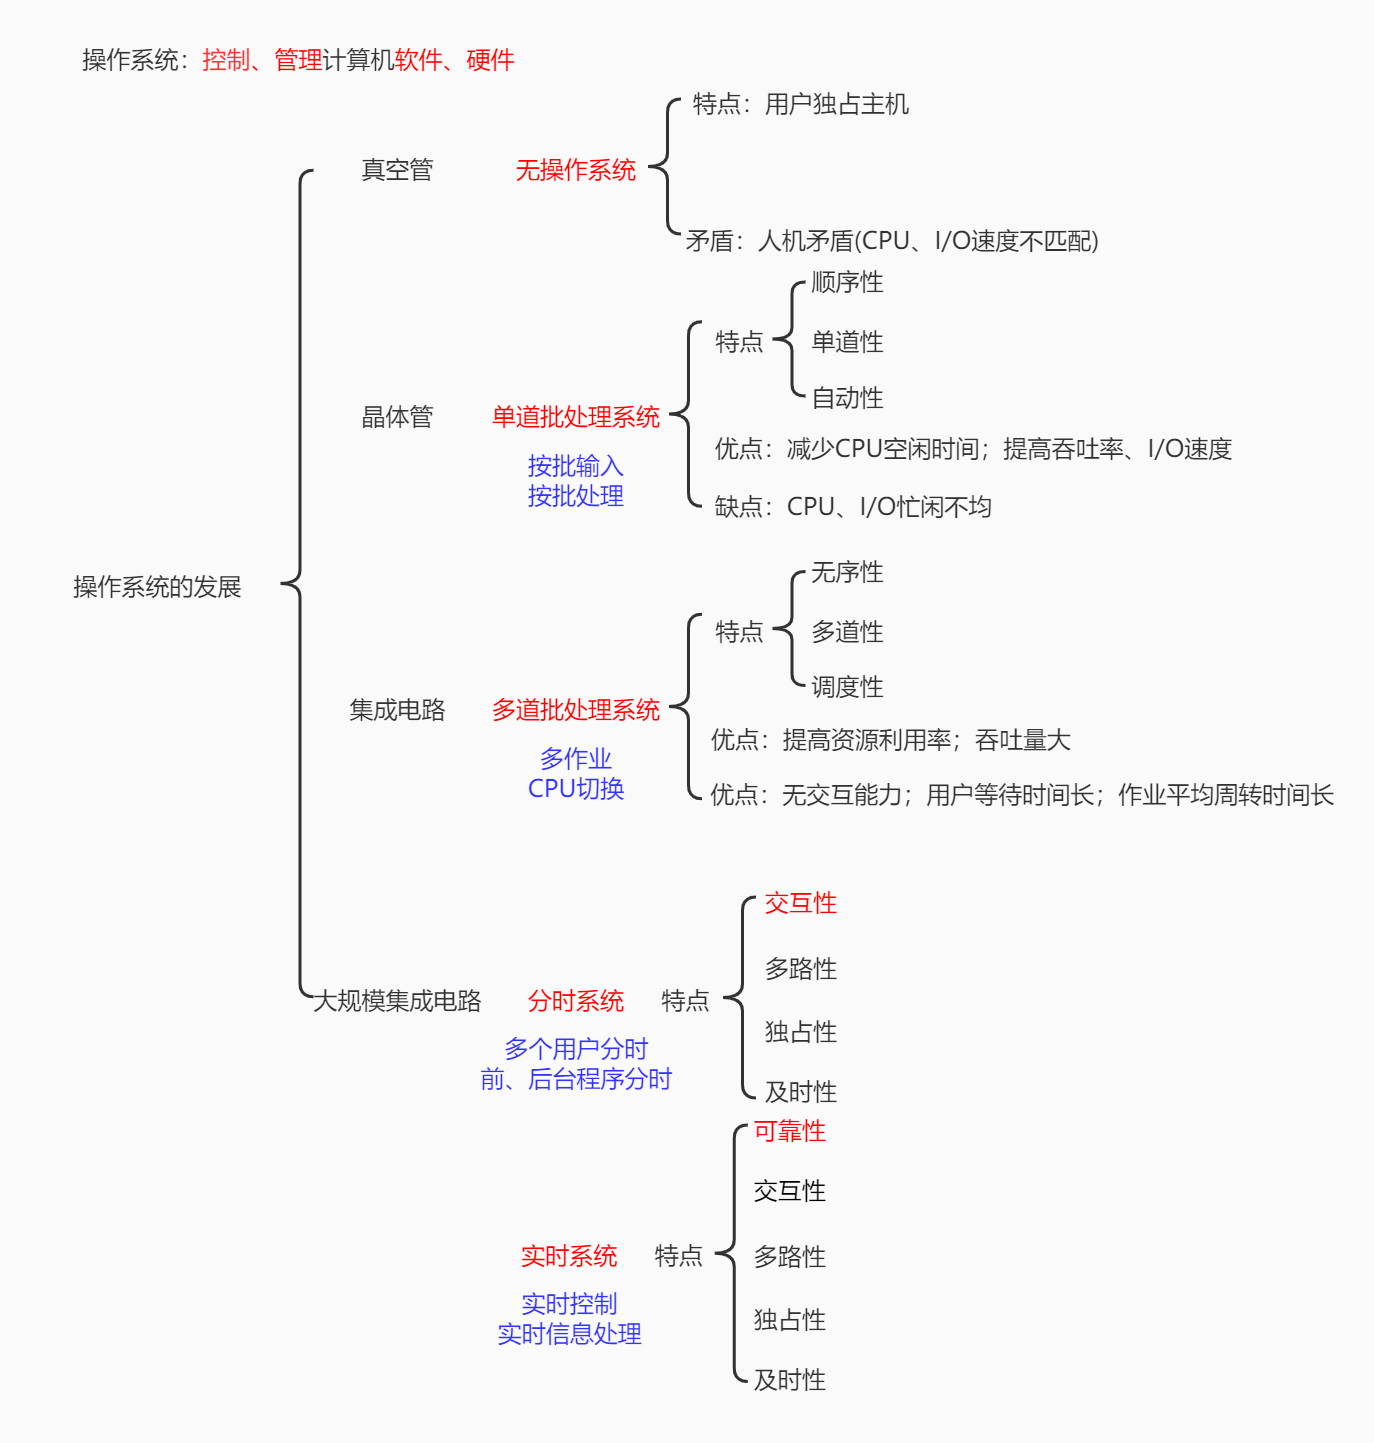 操作系统：控制、管理计算机软件、硬件
特点：用户独占主机
真空管
无操作系统
矛盾：人机矛盾(CPU、I/O速度不匹配)
顺序性
特点
单道性
自动性
晶体管
单道批处理系统
按批输入
按批处理
优点：减少CPU空闲时间；提高吞吐率、I/O速度
缺点：CPU、I/O忙闲不均
操作系统的发展
无序性
特点
多道性
调度性
集成电路
多道批处理系统
多作业
CPU切换
优点：提高资源利用率；吞吐量大
优点：无交互能力；用户等待时间长；作业平均周转时间长
交互性
多路性
大规模集成电路
分时系统
特点
多个用户分时
前、后台程序分时
独占性
及时性
可靠性
交互性
实时系统
特点
多路性
实时控制
实时信息处理
独占性
及时性